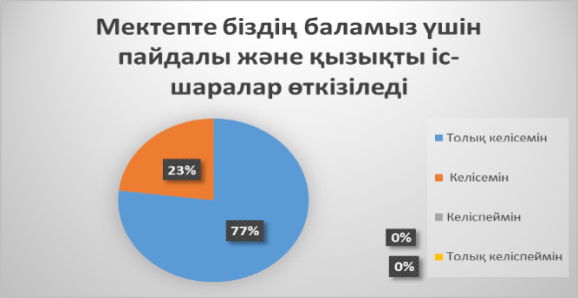 Мектепте біздің баламыз үшін
пайдалы және қызықты іс-
шаралар өткізіледі
23%
77%
0%
0%
Толық келісемін
Келісемін
Келіспеймін
Толық келіспеймін